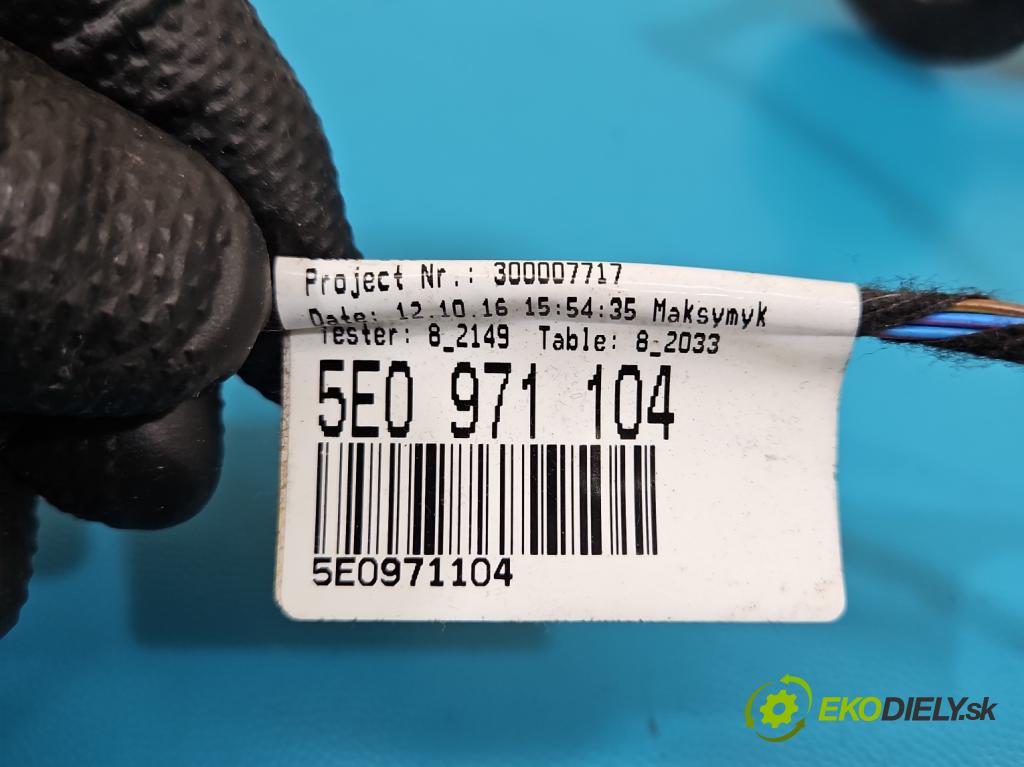 Project Nr.: 300007717
Date: 12.10.16 15:54:35 Maksymyk
Tester: 8_2149 Table: 8_2033
5E0 971 104
5E0971104
EKODIELY.sk